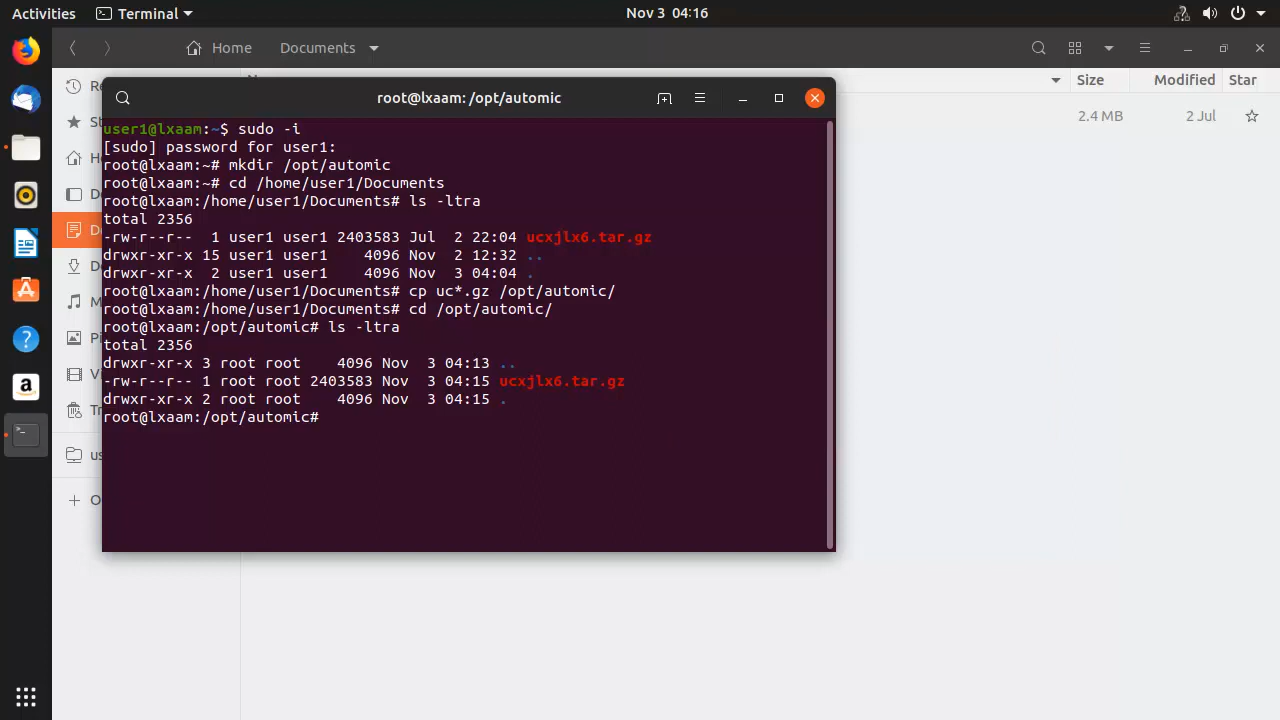 Activities Terminal Nov 3 04:16
Home Documents
Size Modified Star
2.4 MB 2 Jul
root@lxaam: /opt/automic
user1@lxaam:~$ sudo -i
[sudo] password for user1:
root@lxaam:~# mkdir /opt/automic
root@lxaam:~# cd /home/user1/Documents
root@lxaam:/home/user1/Documents# ls -ltra
total 2356
-rw-r--r--  1 user1 user1 2403583 Jul  2 22:04 ucxjlx6.tar.gz
drwxr-xr-x 15 user1 user1    4096 Nov  2 12:32 ..
drwxr-xr-x  2 user1 user1    4096 Nov  3 04:04 .
root@lxaam:/home/user1/Documents# cp uc*.gz /opt/automic/
root@lxaam:/home/user1/Documents# cd /opt/automic/
root@lxaam:/opt/automic# ls -ltra
total 2356
drwxr-xr-x 3 root root    4096 Nov  3 04:13 ..
-rw-r--r-- 1 root root 2403583 Nov  3 04:15 ucxjlx6.tar.gz
drwxr-xr-x 2 root root    4096 Nov  3 04:15 .
root@lxaam:/opt/automic#